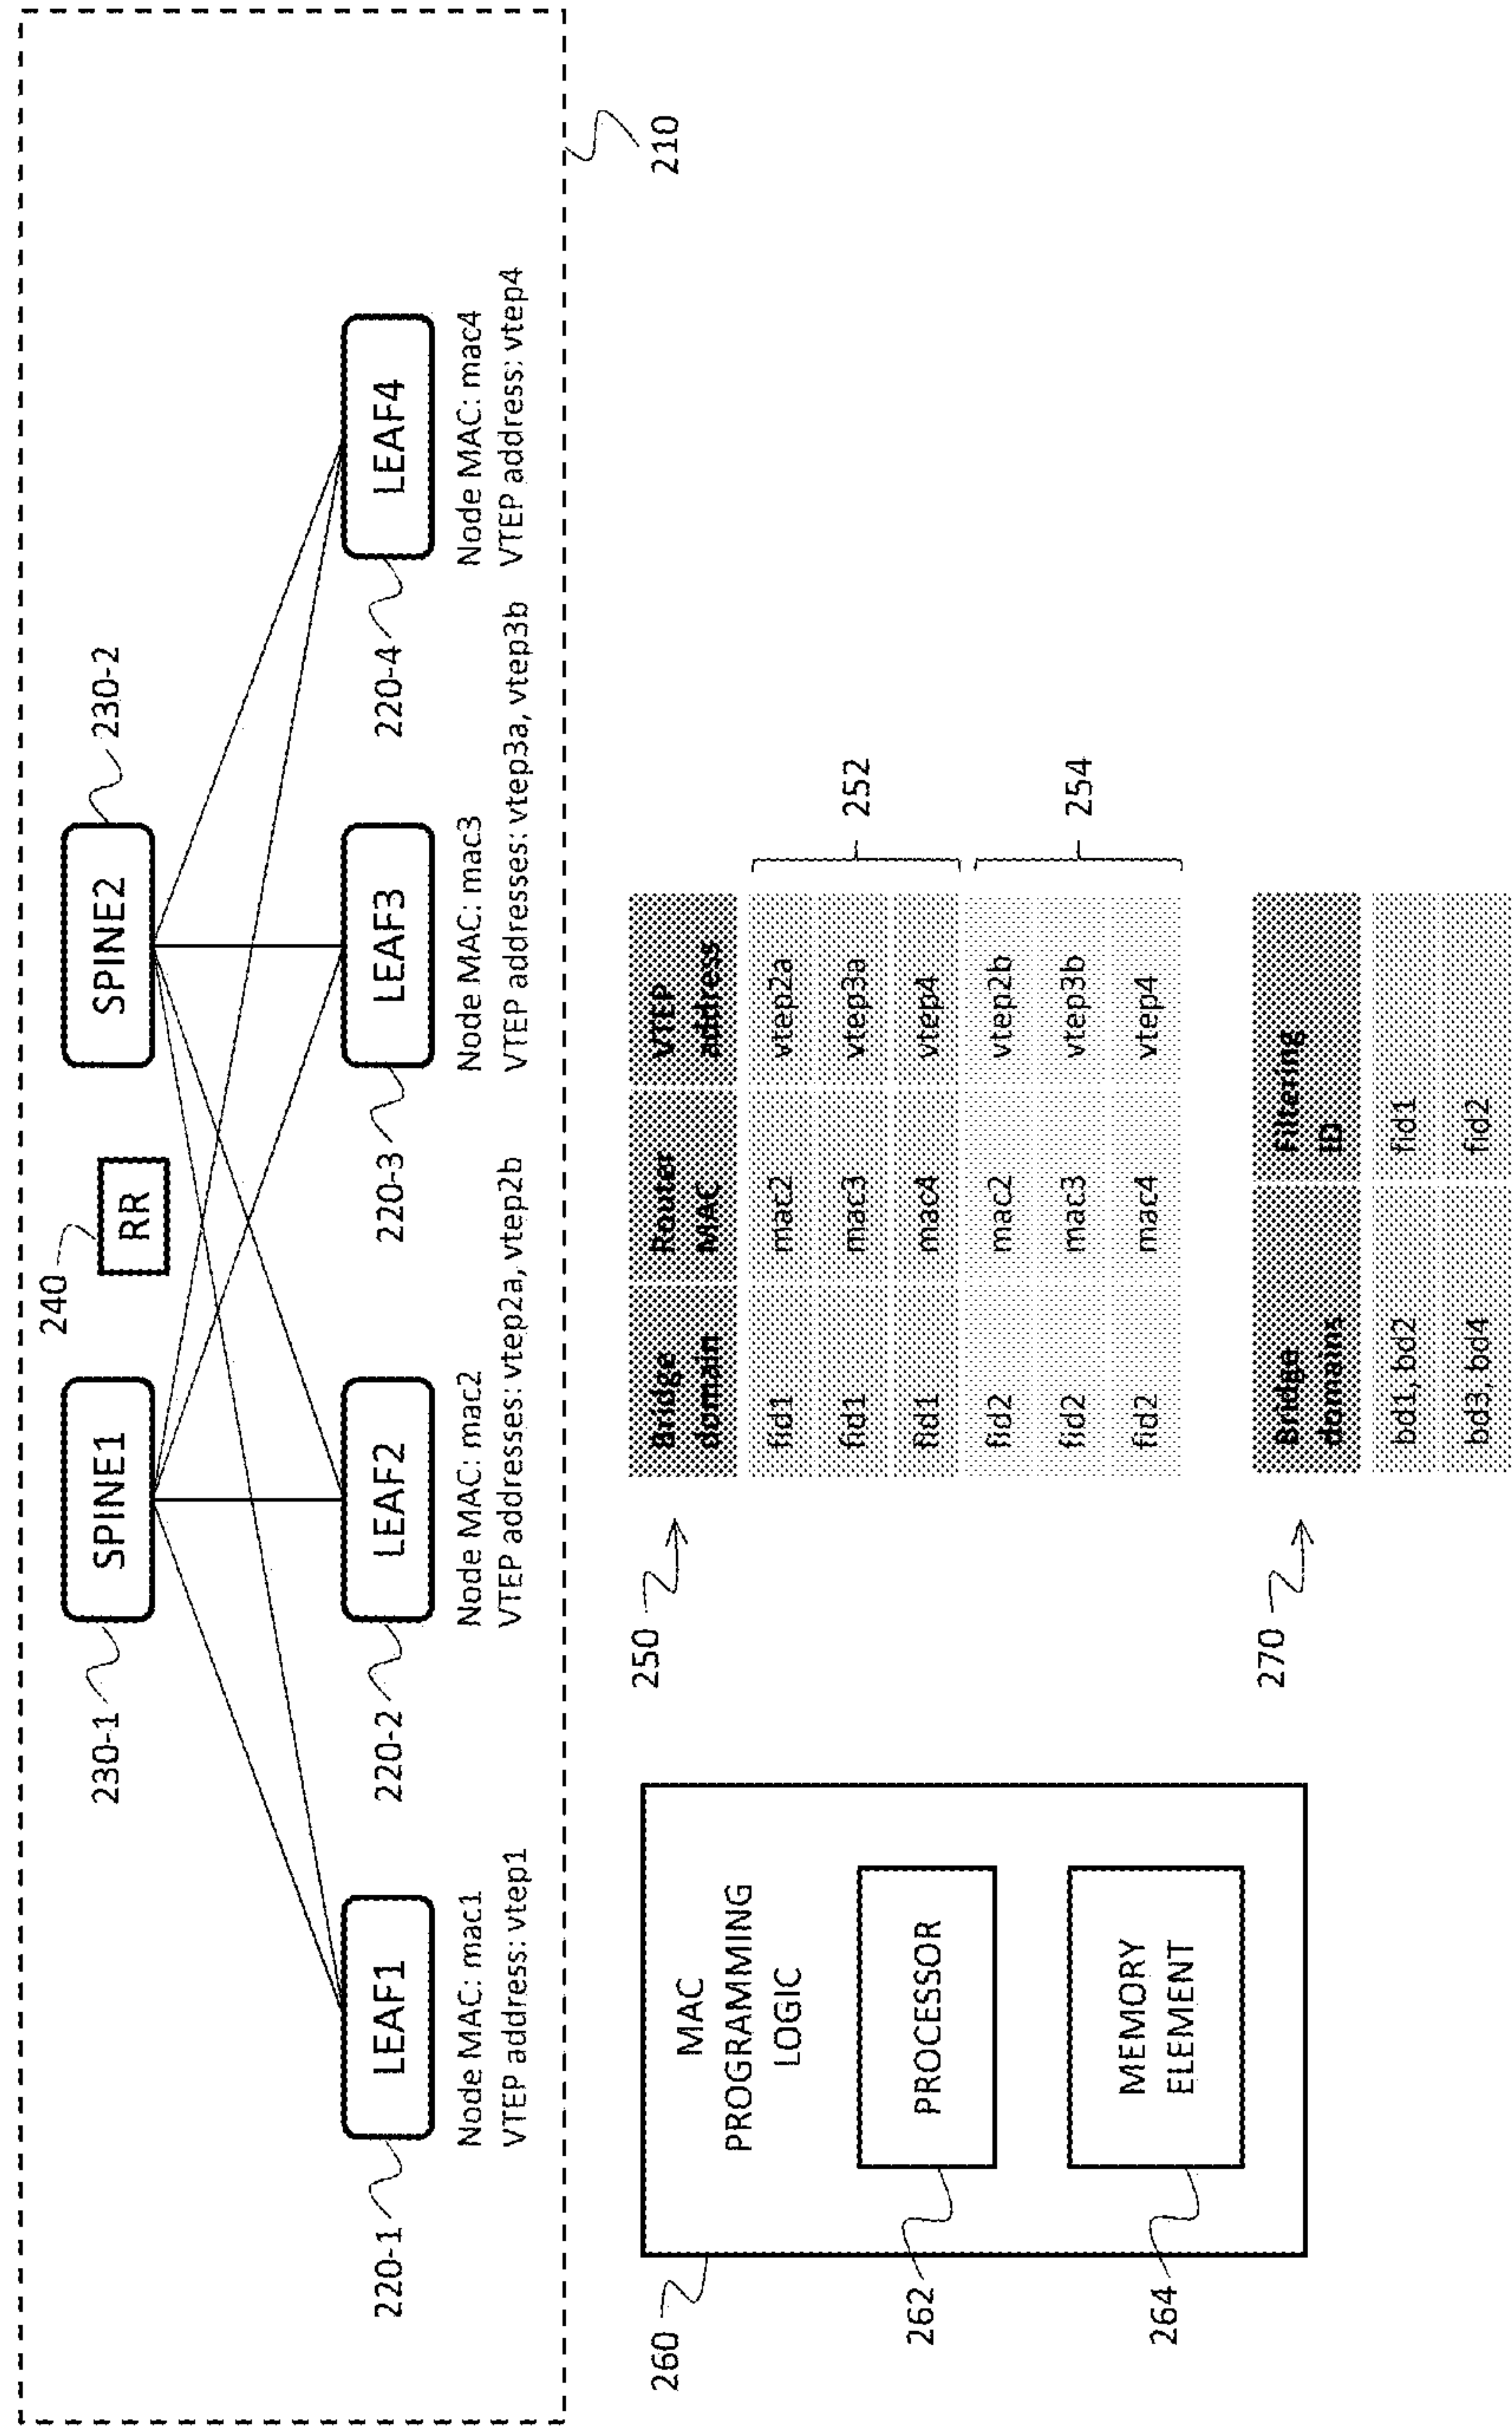 240
230-1
SPINE1
RR
SPINE2
230-2
220-1
LEAF1
220-2
LEAF2
220-3
LEAF3
220-4
LEAF4
Node MAC: mac1
VTEP address: vtep1
Node MAC: mac2
VTEP addresses: vtep2a, vtep2b
Node MAC: mac3
VTEP addresses: vtep3a, vtep3b
Node MAC: mac4
VTEP address: vtep4
210
260
MAC
PROGRAMMING
LOGIC
262
PROCESSOR
264
MEMORY
ELEMENT
250
Bridge domain Router MAC VTEP address
fid1 mac2 vtep2a
fid1 mac3 vtep3a
fid1 mac4 vtep4
fid2 mac2 vtep2b
fid2 mac3 vtep3b
fid2 mac4 vtep4
252
254
270
Bridge domains Filtering ID
bd1, bd2 fid1
bd3, bd4 fid2